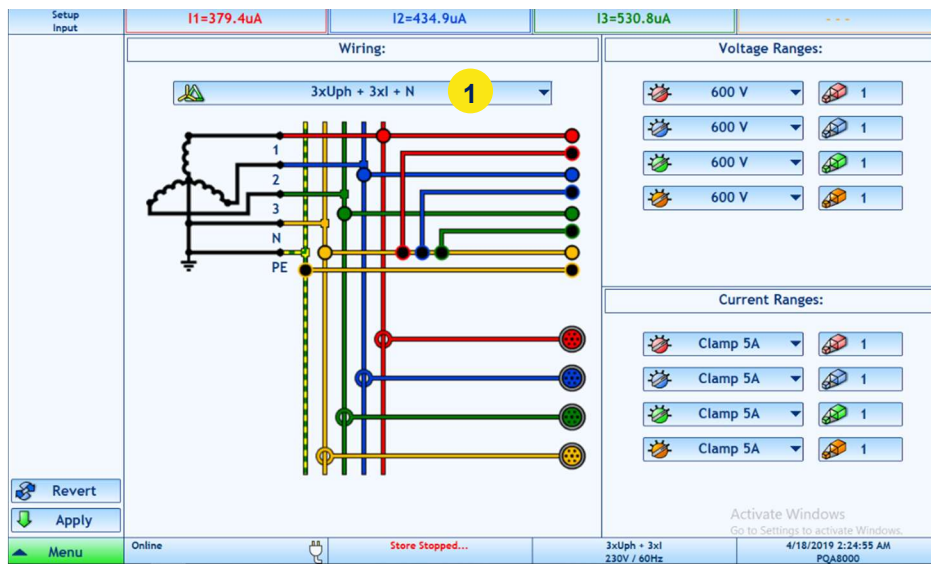 Setup
Input
I1=379.4uA
I2=434.9uA
I3=530.8uA
- - -
Wiring:
3xUph + 3xI + N
1
1
2
3
N
PE
Voltage Ranges:
600 V 1
600 V 1
600 V 1
600 V 1
Current Ranges:
Clamp 5A 1
Clamp 5A 1
Clamp 5A 1
Clamp 5A 1
Revert
Apply
Menu
Activate Windows
Go to Settings to activate Windows.
Online
Store Stopped...
3xUph + 3xI
230V / 60Hz
4/18/2019 2:24:55 AM
PQA8000